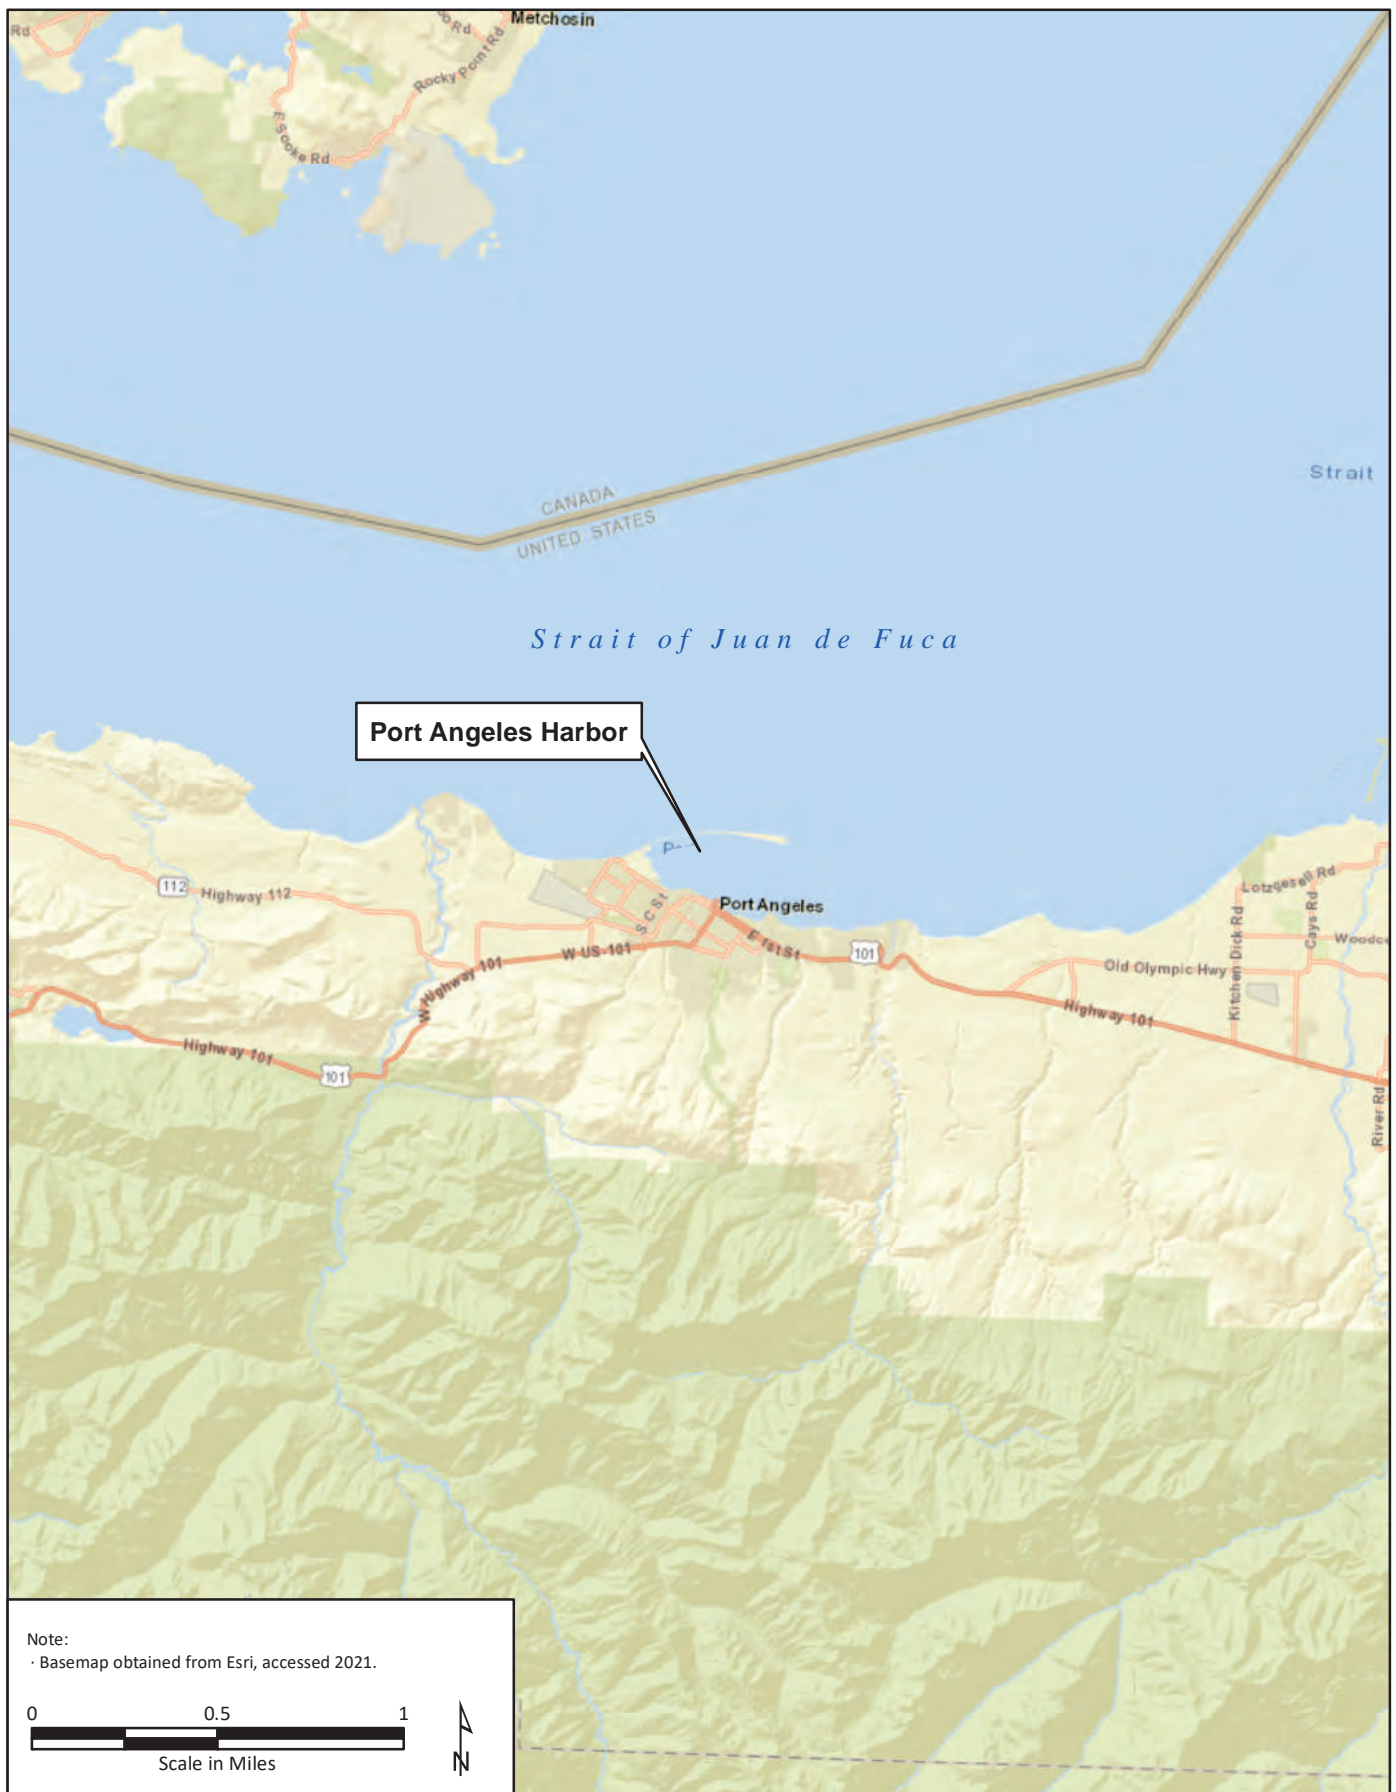 Rd
Rd
Metchosin
Rocky Point Rd
E Sooke Rd
Strait
CANADA
UNITED STATES
Strait of Juan de Fuca
Port Angeles Harbor
112
Highway 112
S C St
Port Angeles
E 1st St
101
W US-101
W Highway 101
Highway 101
101
Lotzgesell Rd
Kitchen Dick Rd
Cays Rd
Old Olympic Hwy
Highway 101
River Rd
Note:
· Basemap obtained from Esri, accessed 2021.
0 0.5 1
Scale in Miles
N